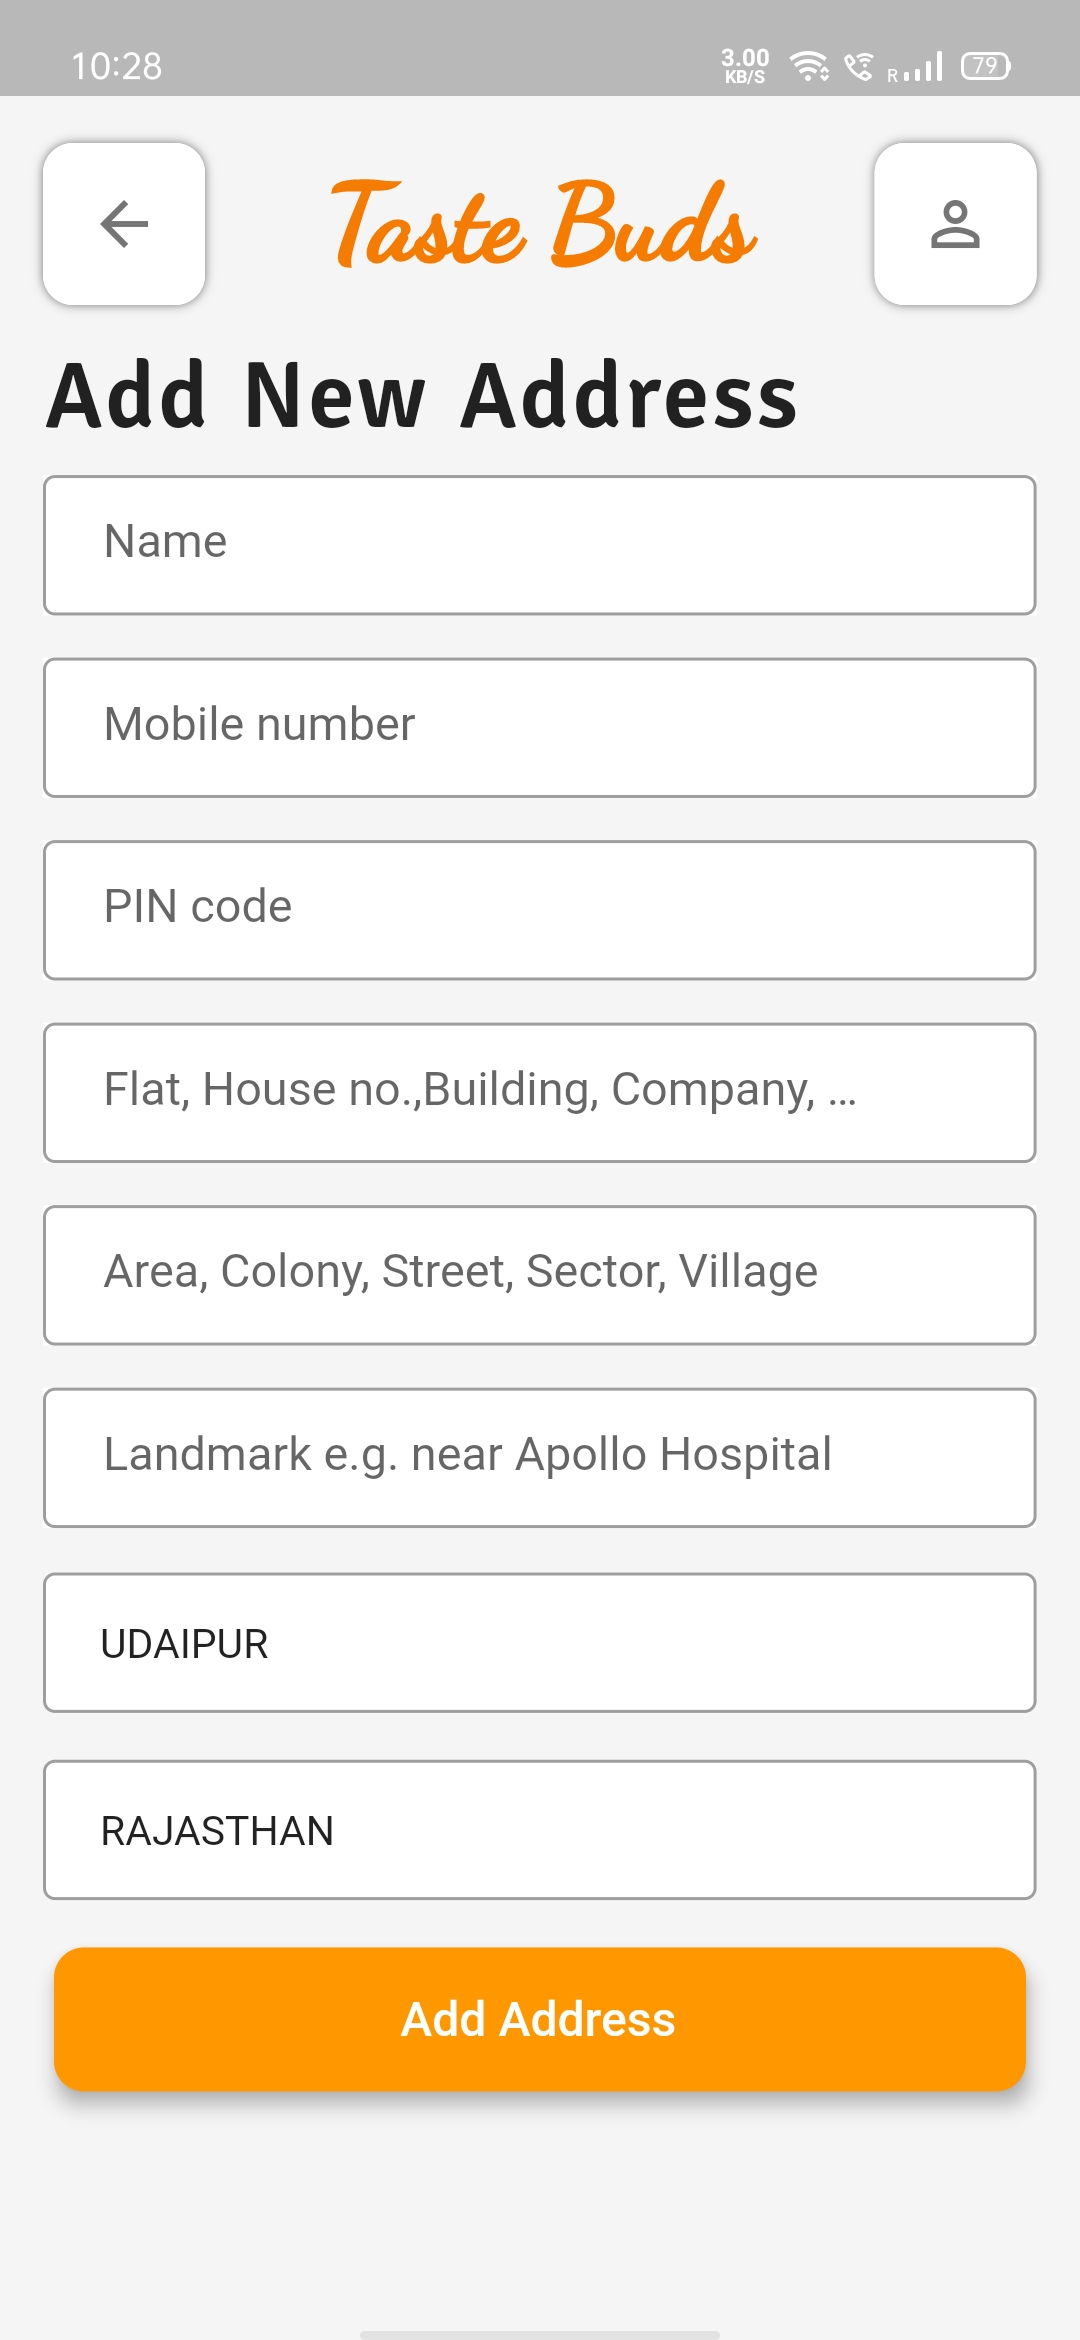 10:28
3.00
KB/S
R
79
Taste Buds
Add New Address
Name
Mobile number
PIN code
Flat, House no.,Building, Company, ...
Area, Colony, Street, Sector, Village
Landmark e.g. near Apollo Hospital
UDAIPUR
RAJASTHAN
Add Address